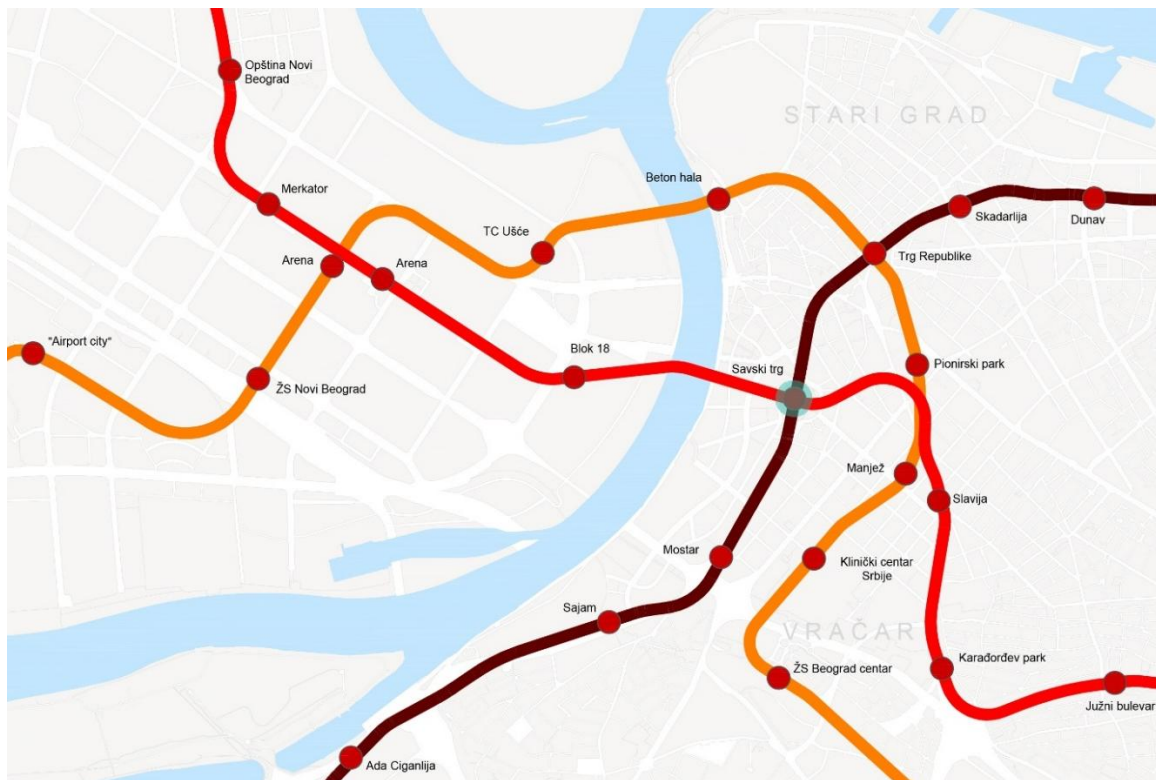 Opština Novi
Beograd
STARI GRAD
Merkator
Beton hala
Skadarlija
Dunav
TC Ušće
Arena
Arena
Trg Republike
"Airport city"
Blok 18
Savski trg
Pionirski park
ŽS Novi Beograd
Manjež
Slavija
Mostar
Klinički centar
Srbije
Sajam
VRAČAR
Karađorđev park
ŽS Beograd centar
Južni bulevar
Ada Ciganlija